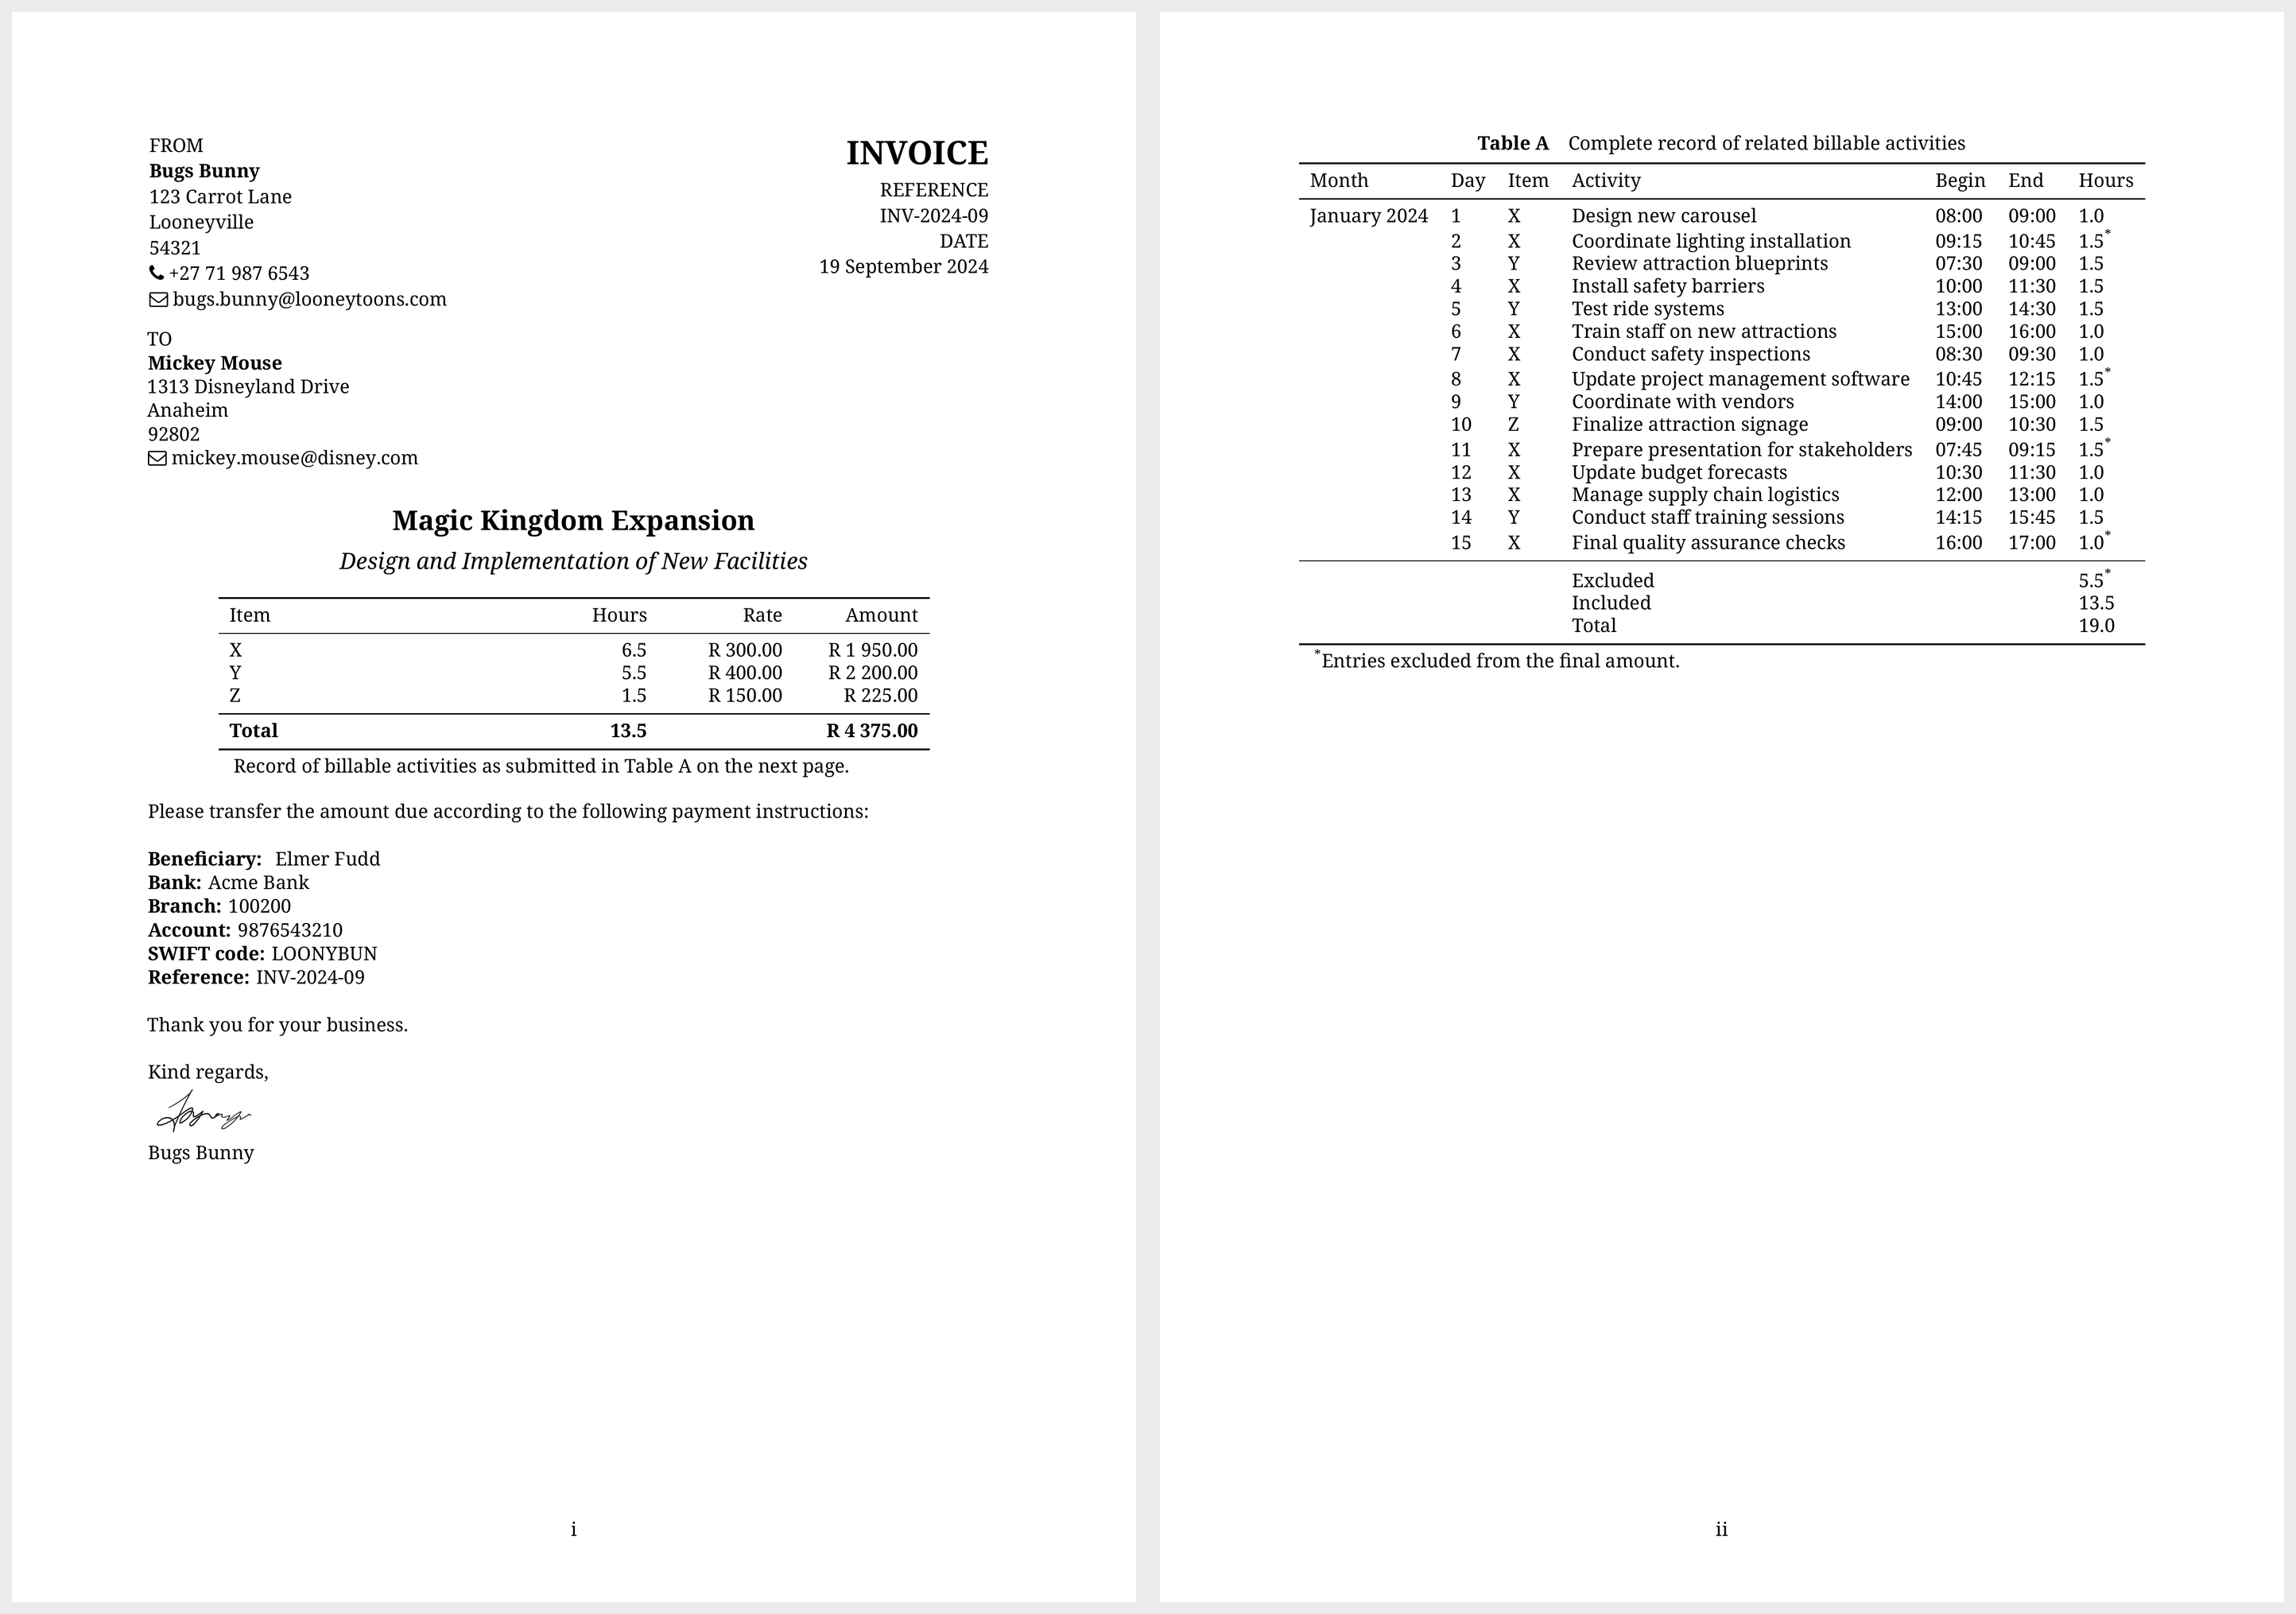 FROM
Bugs Bunny
123 Carrot Lane
Looneyville
54321
+27 71 987 6543
bugs.bunny@looneytoons.com
INVOICE
REFERENCE
INV-2024-09
DATE
19 September 2024
TO
Mickey Mouse
1313 Disneyland Drive
Anaheim
92802
mickey.mouse@disney.com
Magic Kingdom Expansion
Design and Implementation of New Facilities
Item Hours Rate Amount
X 6.5 R 300.00 R 1 950.00
Y 5.5 R 400.00 R 2 200.00
Z 1.5 R 150.00 R 225.00
Total 13.5 R 4 375.00
Record of billable activities as submitted in Table A on the next page.
Please transfer the amount due according to the following payment instructions:
Beneficiary: Elmer Fudd
Bank: Acme Bank
Branch: 100200
Account: 9876543210
SWIFT code: LOONYBUN
Reference: INV-2024-09
Thank you for your business.
Kind regards,
Bugs Bunny
i
Table A Complete record of related billable activities
Month Day Item Activity Begin End Hours
January 2024 1 X Design new carousel 08:00 09:00 1.0
2 X Coordinate lighting installation 09:15 10:45 1.5*
3 Y Review attraction blueprints 07:30 09:00 1.5
4 X Install safety barriers 10:00 11:30 1.5
5 Y Test ride systems 13:00 14:30 1.5
6 X Train staff on new attractions 15:00 16:00 1.0
7 X Conduct safety inspections 08:30 09:30 1.0
8 X Update project management software 10:45 12:15 1.5*
9 Y Coordinate with vendors 14:00 15:00 1.0
10 Z Finalize attraction signage 09:00 10:30 1.5
11 X Prepare presentation for stakeholders 07:45 09:15 1.5*
12 X Update budget forecasts 10:30 11:30 1.0
13 X Manage supply chain logistics 12:00 13:00 1.0
14 Y Conduct staff training sessions 14:15 15:45 1.5
15 X Final quality assurance checks 16:00 17:00 1.0*
Excluded 5.5*
Included 13.5
Total 19.0
*Entries excluded from the final amount.
ii